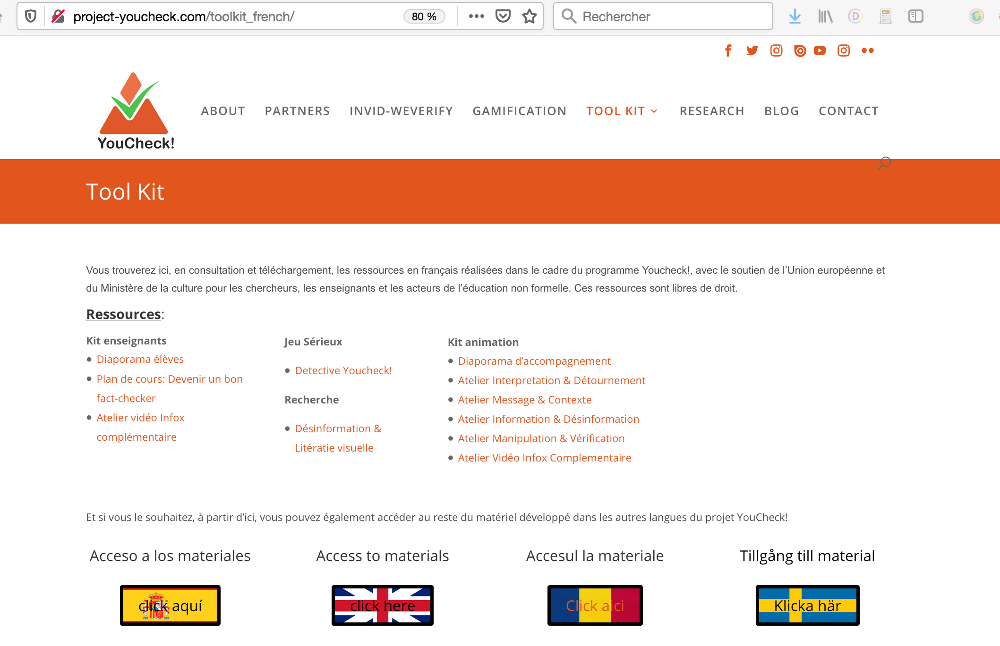 project-youcheck.com/toolkit_french/
80 %
Rechercher
YouCheck!
ABOUT PARTNERS INVID-WEVERIFY GAMIFICATION TOOL KIT RESEARCH BLOG CONTACT
Tool Kit
Vous trouverez ici, en consultation et téléchargement, les ressources en français réalisées dans le cadre du programme Youcheck!, avec le soutien de l’Union européenne et
du Ministère de la culture pour les chercheurs, les enseignants et les acteurs de l’éducation non formelle. Ces ressources sont libres de droit.
Ressources:
Kit enseignants
Diaporama élèves
Plan de cours: Devenir un bon
fact-checker
Atelier vidéo Infox
complémentaire
Jeu Sérieux
Detective Youcheck!
Recherche
Désinformation &
Litératie visuelle
Kit animation
Diaporama d’accompagnement
Atelier Interpretation & Détournement
Atelier Message & Contexte
Atelier Information & Désinformation
Atelier Manipulation & Vérification
Atelier Vidéo Infox Complementaire
Et si vous le souhaitez, à partir d’ici, vous pouvez également accéder au reste du matériel développé dans les autres langues du projet YouCheck!
Acceso a los materiales
click aquí
Access to materials
click here
Accesul la materiale
Click aici
Tillgång till material
Klicka här